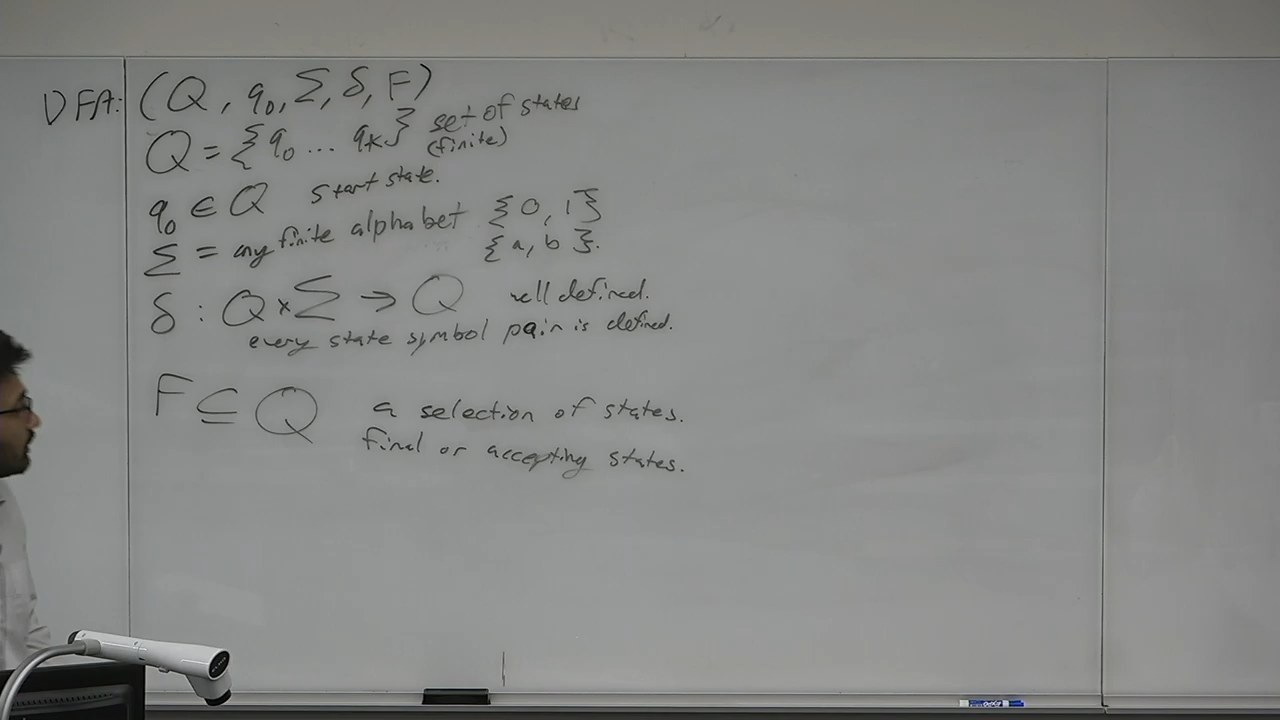 DFA: (Q, q₀, Σ, δ, F)
Q = {q₀ ... qₖ} set of states
(finite)
q₀ ∈ Q start state.
Σ = any finite alphabet {0, 1}
{a, b}.
δ : Q × Σ → Q well defined.
every state symbol pair is defined.
F ⊆ Q a selection of states.
final or accepting states.